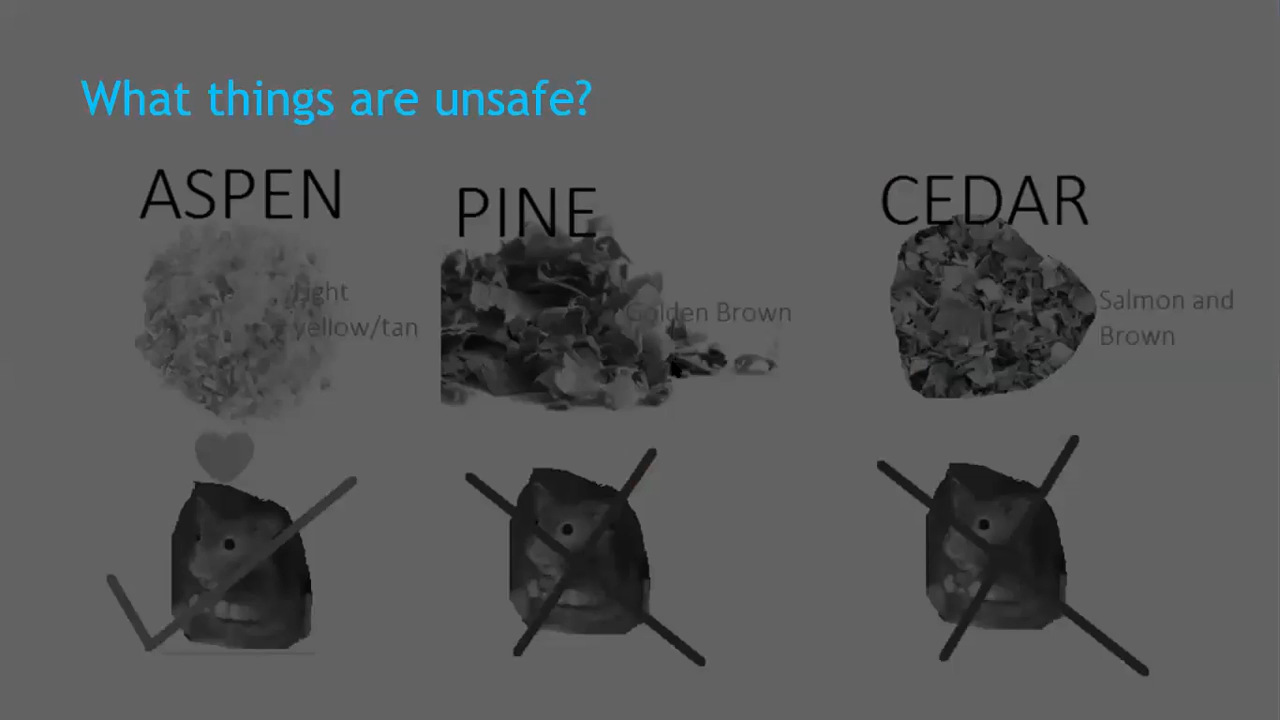 What things are unsafe?
ASPEN
PINE
CEDAR
Light
yellow/tan
Golden Brown
Salmon and
Brown